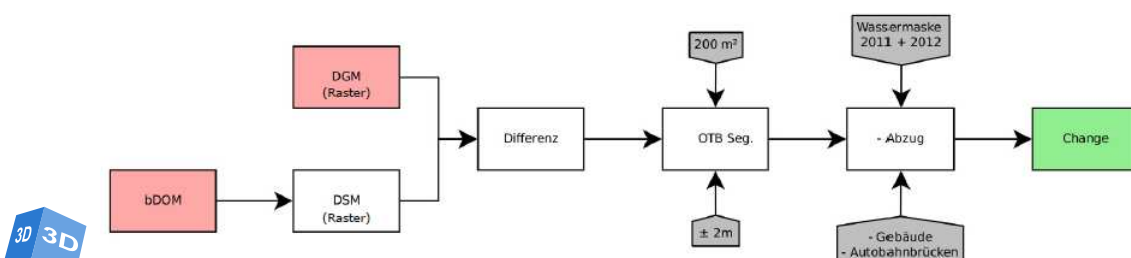 200 m²
Wassermaske
2011 + 2012
DGM
(Raster)
Differenz
OTB Seg.
- Abzug
Change
bDOM
DSM
(Raster)
± 2m
- Gebäude
- Autobahnbrücken
3D 3D